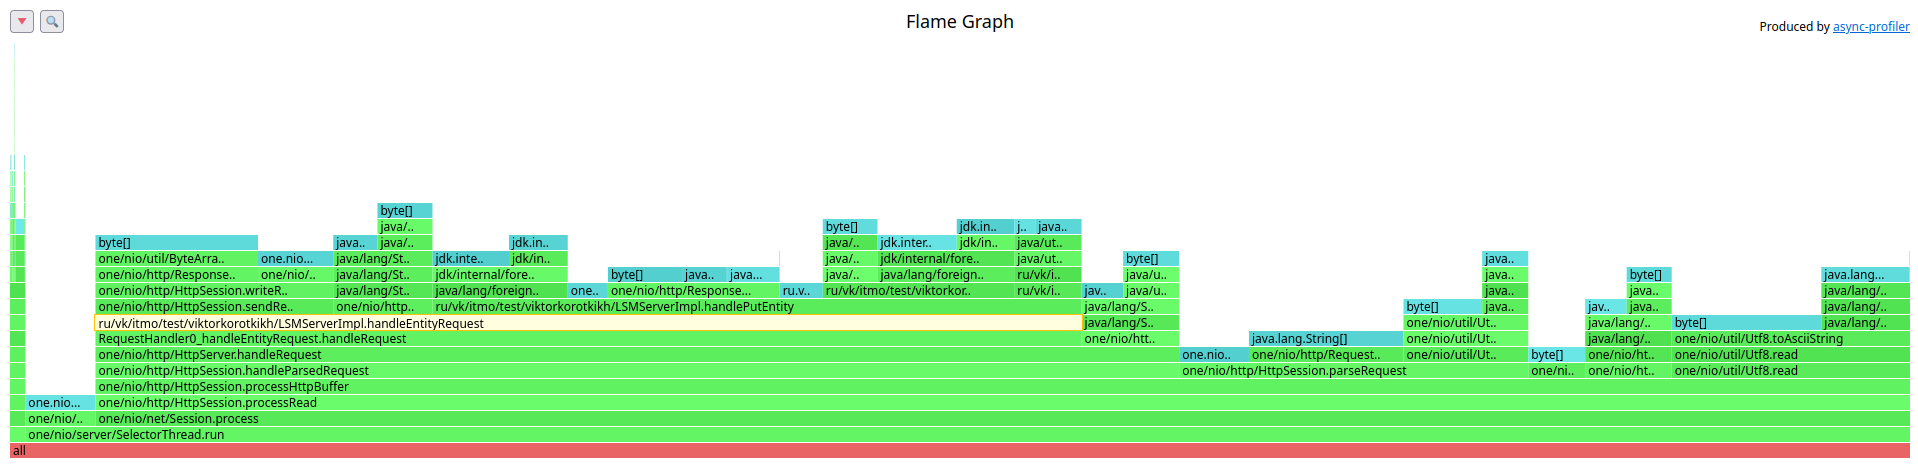 Flame Graph
Produced by async-profiler
byte[]
java/..
byte[] jdk.in.. j.. java..
byte[] java.. java/.. jdk.in.. java/.. jdk.inter.. jdk/in.. java/ut..
one/nio/util/ByteArra.. one.nio... java/lang/St.. jdk.inte.. jdk/in.. java/.. jdk/internal/fore.. java/ut.. byte[] java..
one/nio/http/Response.. one/nio/.. java/lang/St.. jdk/internal/fore.. byte[] java.. java... java/.. java/lang/foreign.. ru/vk/i.. java/u.. java.. byte[] java.lang...
one/nio/http/HttpSession.writeR.. java/lang/St.. java/lang/foreign.. one.. one/nio/http/Response... ru.v.. ru/vk/itmo/test/viktorkor.. ru/vk/i.. jav.. java/u.. java.. java.. java/lang/..
one/nio/http/HttpSession.sendRe.. one/nio/http.. ru/vk/itmo/test/viktorkorotkikh/LSMServerImpl.handlePutEntity java/lang/S.. byte[] java.. jav.. java.. java/lang/..
ru/vk/itmo/test/viktorkorotkikh/LSMServerImpl.handleEntityRequest java/lang/S.. one/nio/util/Ut.. java/lang/.. byte[] java/lang/..
RequestHandler0_handleEntityRequest.handleRequest one/nio/htt.. java.lang.String[] one/nio/util/Ut.. java/lang/.. one/nio/util/Utf8.toAsciiString
one/nio/http/HttpServer.handleRequest one.nio.. one/nio/http/Request.. one/nio/util/Ut.. byte[] one/nio/ht.. one/nio/util/Utf8.read
one/nio/http/HttpSession.handleParsedRequest one/nio/http/HttpSession.parseRequest one/ni.. one/nio/ht.. one/nio/util/Utf8.read
one/nio/http/HttpSession.processHttpBuffer
one.nio... one/nio/http/HttpSession.processRead
one/nio/.. one/nio/net/Session.process
one/nio/server/SelectorThread.run
all